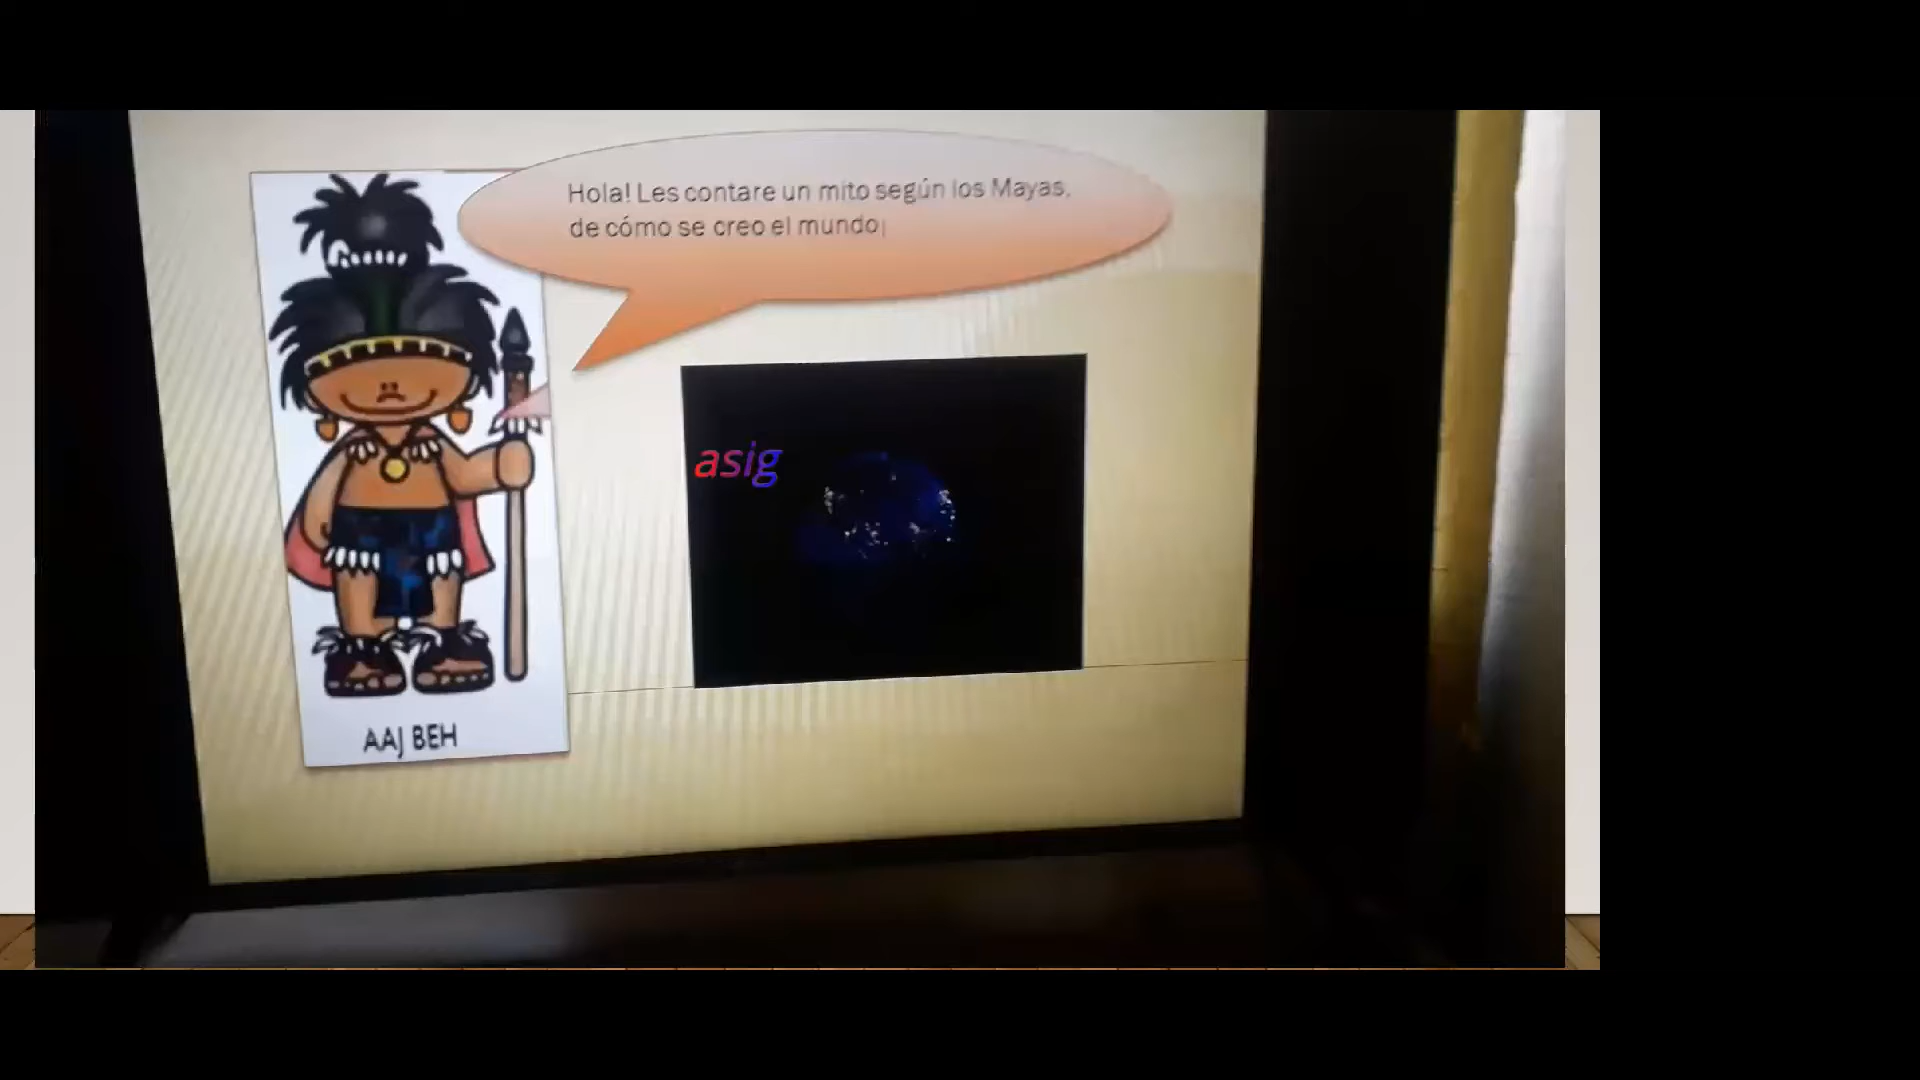 Hola! Les contare un mito según los Mayas,
de cómo se creo el mundo
asig
AAJ BEH